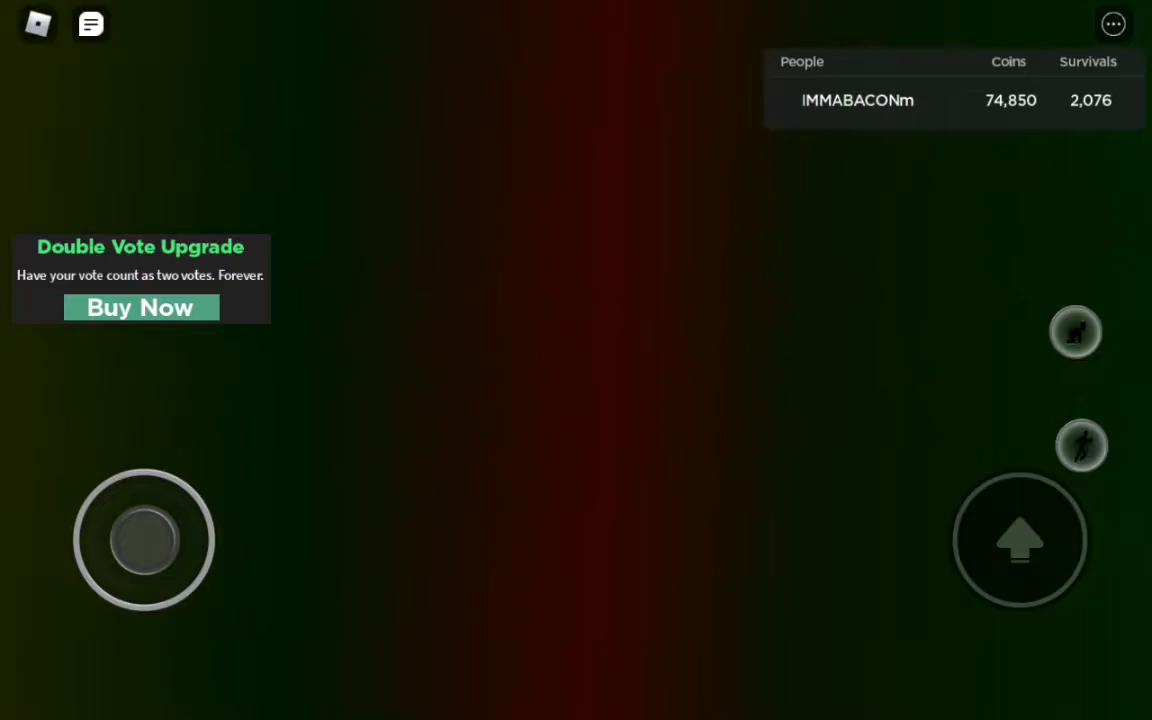 People Coins Survivals
IMMABACONm 74,850 2,076
Double Vote Upgrade
Have your vote count as two votes. Forever.
Buy Now